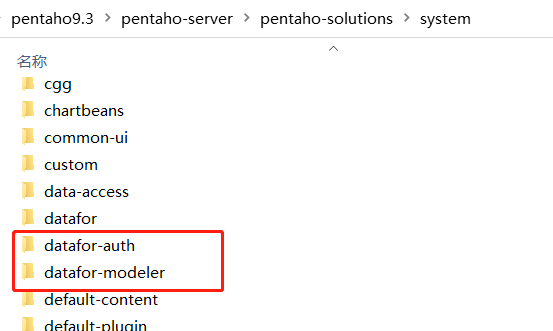 pentaho9.3 > pentaho-server > pentaho-solutions > system
名称
cgg
chartbeans
common-ui
custom
data-access
datafor
datafor-auth
datafor-modeler
default-content
default-plugin